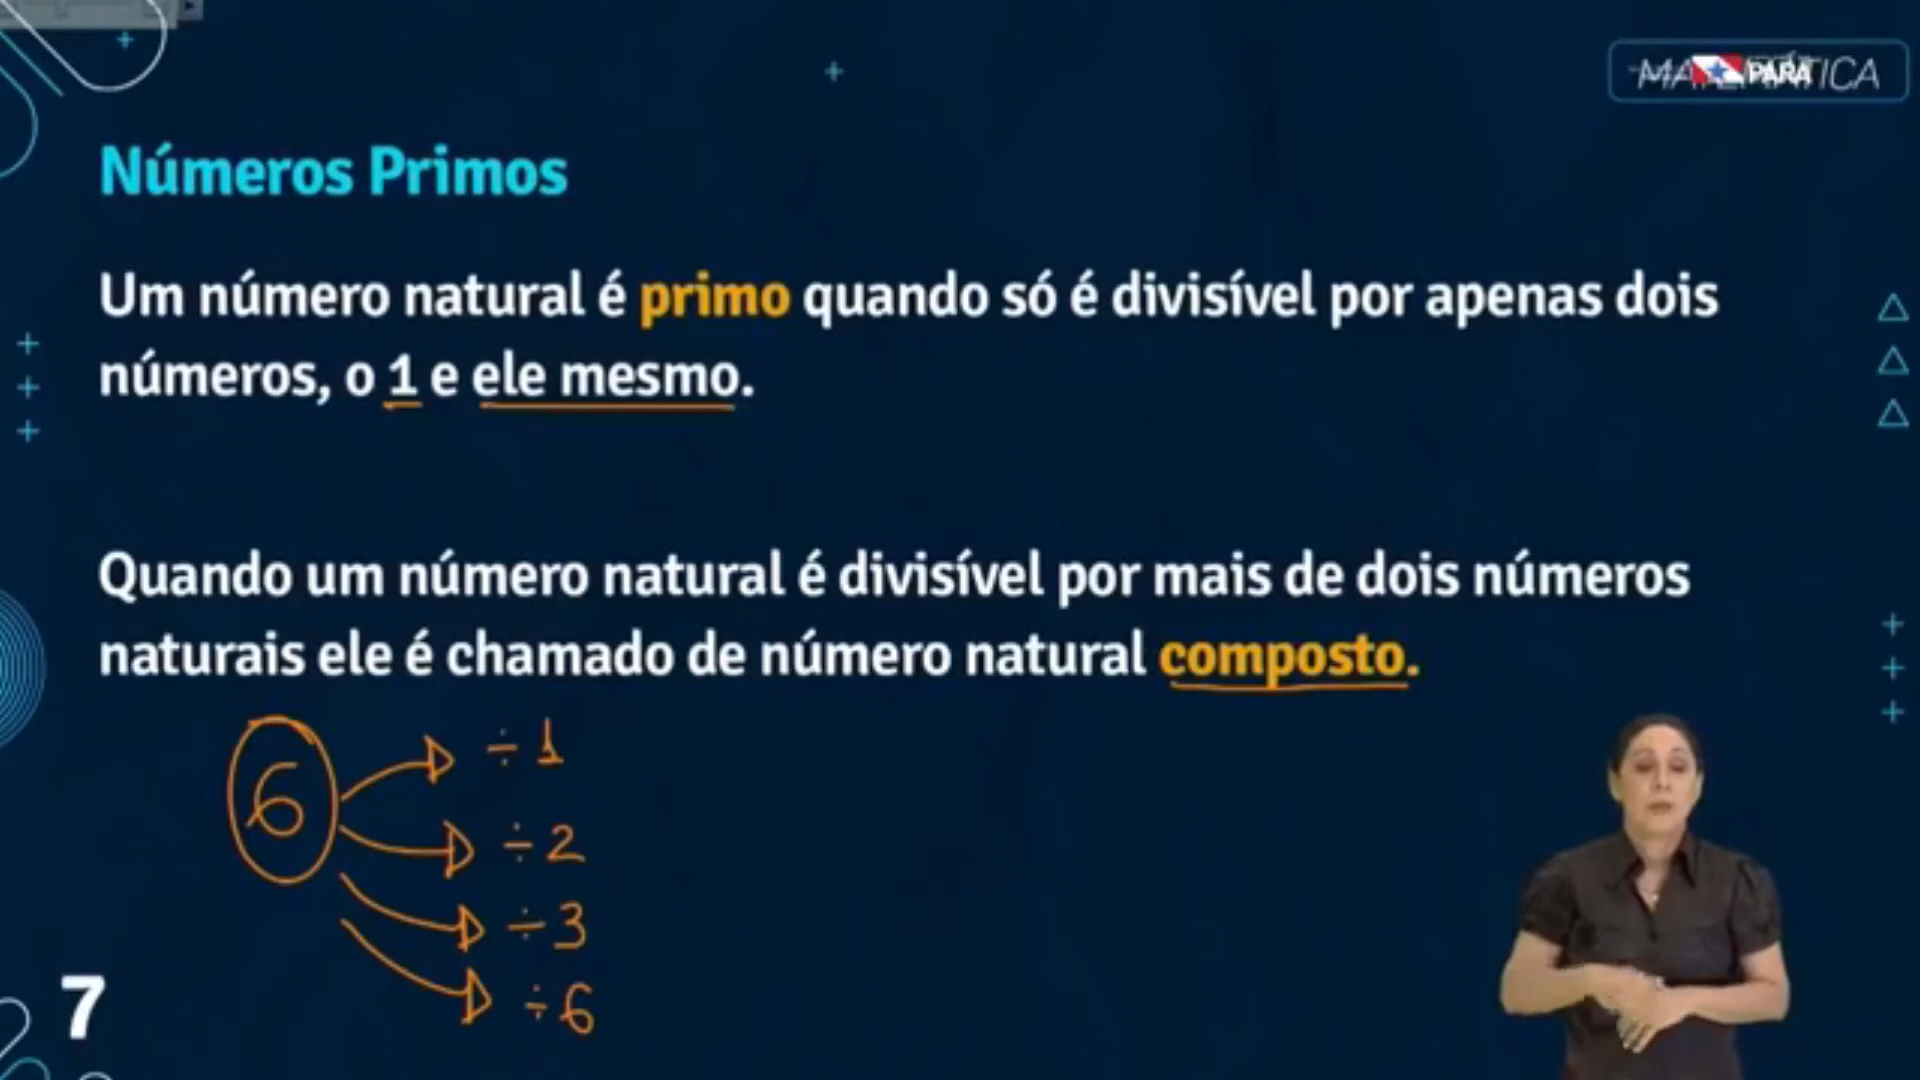 MATEMÁTICA
PARÁ
Números Primos
Um número natural é primo quando só é divisível por apenas dois
números, o 1 e ele mesmo.
Quando um número natural é divisível por mais de dois números
naturais ele é chamado de número natural composto.
6
÷ 1
÷ 2
÷ 3
÷ 6
7